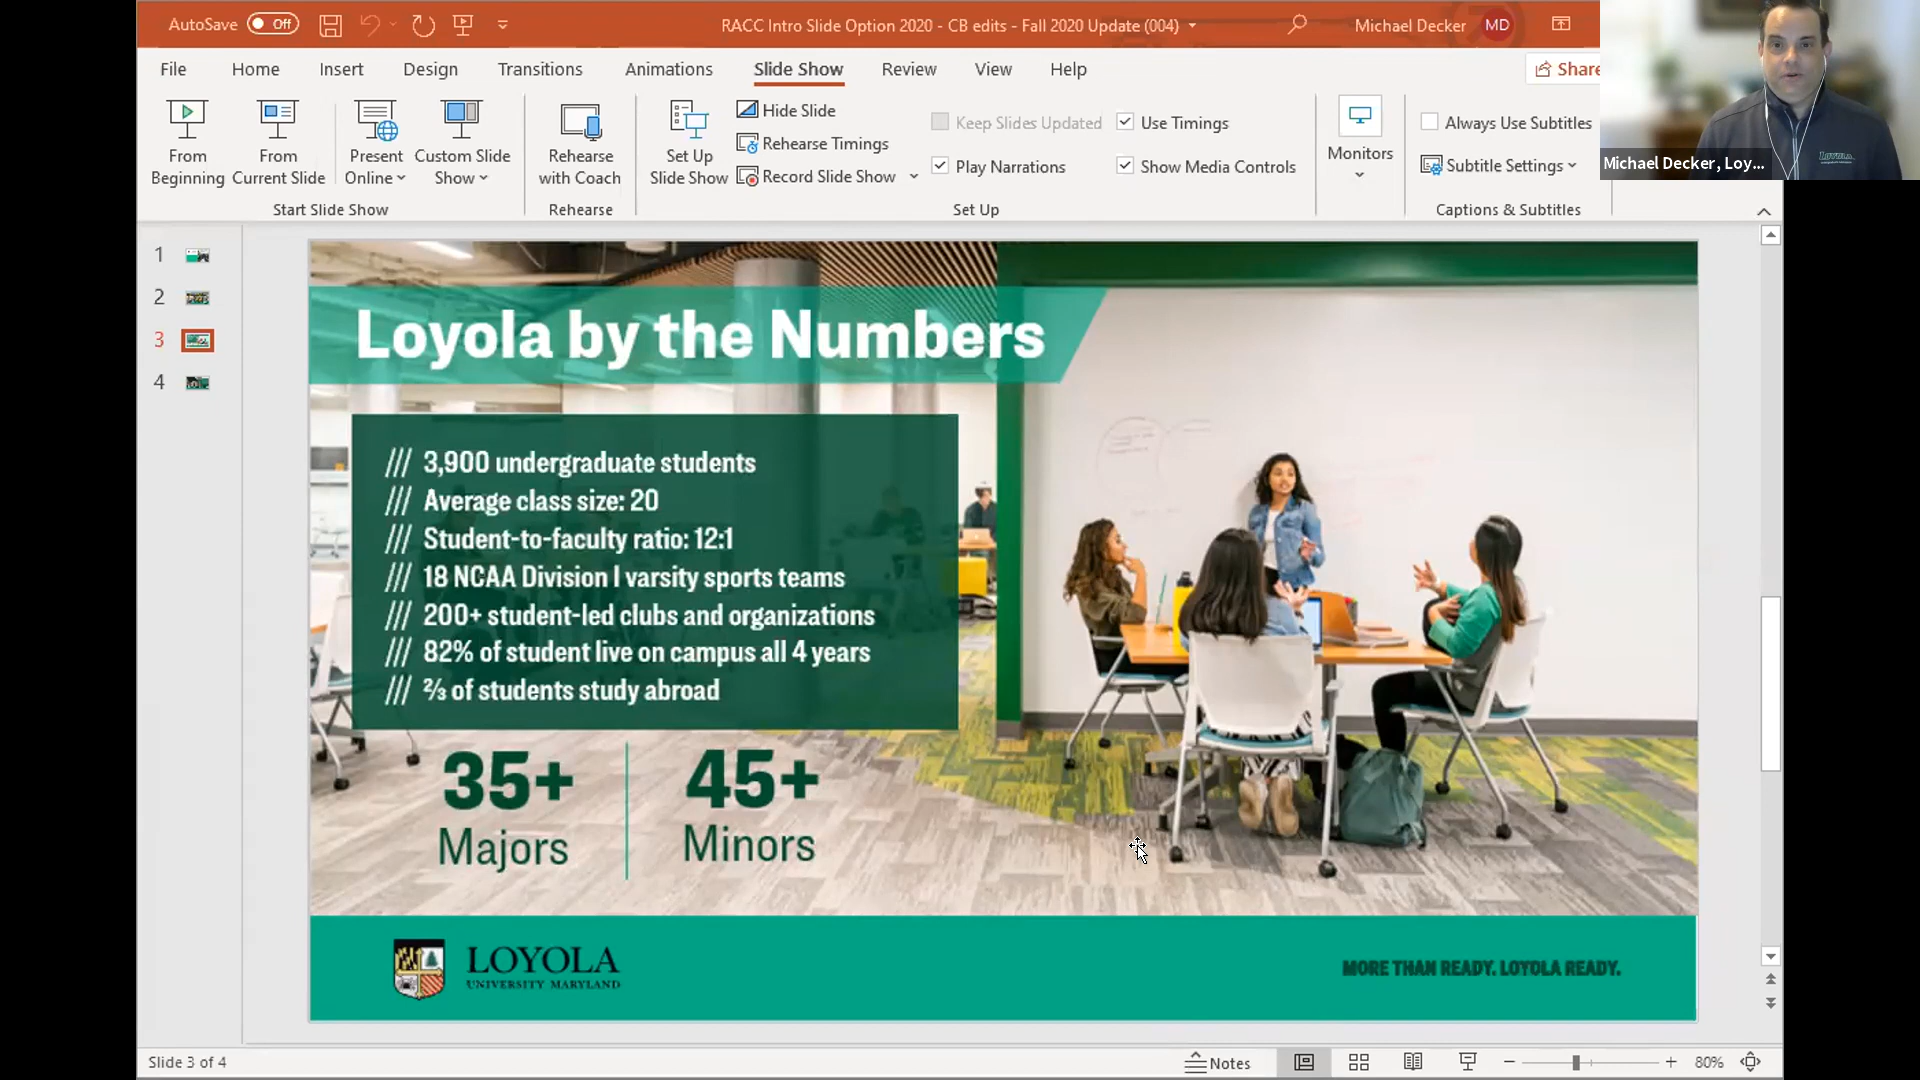 AutoSave Off
RACC Intro Slide Option 2020 - CB edits - Fall 2020 Update (004)
Michael Decker MD
File Home Insert Design Transitions Animations Slide Show Review View Help Share
From Beginning
From Current Slide
Present Online
Custom Slide Show
Start Slide Show
Rehearse with Coach
Rehearse
Set Up Slide Show
Hide Slide
Rehearse Timings
Record Slide Show
Keep Slides Updated
Play Narrations
Use Timings
Show Media Controls
Set Up
Monitors
Always Use Subtitles
Subtitle Settings
Captions & Subtitles
LOYOLA
Michael Decker, Loy...
1
2
3
4
Loyola by the Numbers
/// 3,900 undergraduate students
/// Average class size: 20
/// Student-to-faculty ratio: 12:1
/// 18 NCAA Division I varsity sports teams
/// 200+ student-led clubs and organizations
/// 82% of student live on campus all 4 years
/// ⅔ of students study abroad
35+ Majors
45+ Minors
LOYOLA
UNIVERSITY MARYLAND
MORE THAN READY. LOYOLA READY.
Slide 3 of 4
Notes
80%